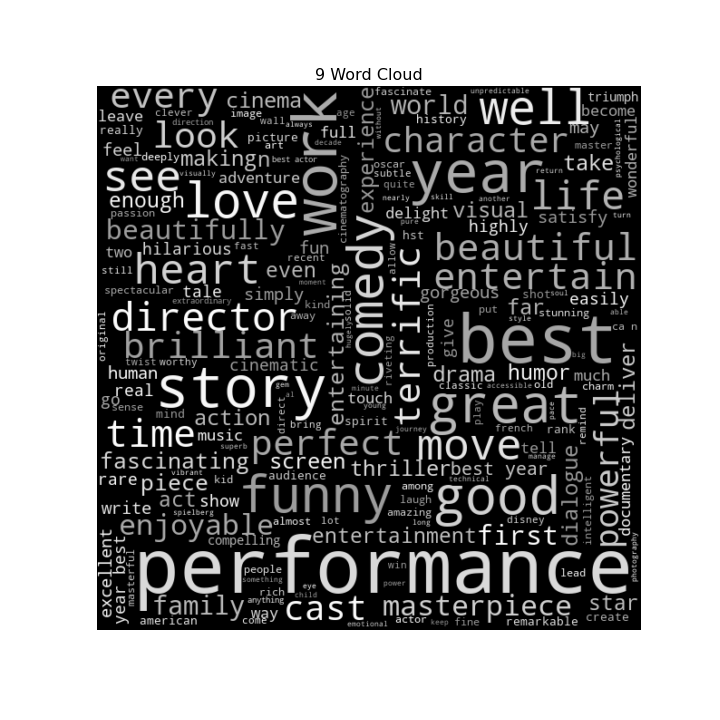 9 Word Cloud
every cinema work experience fascinate unpredictable triumph
leave clever image wall age without world well become
really direction always history
look picture full character may master
feel art decade want
makingn best actor oscar year take psychological wonderful
see deeply visually cinematography subtle return
adventure quite life
enough love nearly skill another
passion delight visual satisfy turn
beautifully pure highly
two hilarious fast fun hst
still heart recent allow beautiful
even moment entertain
spectacular tale simply kind comedy terrific gorgeous shot soul easily
extraordinary entertaining solid hugely put far stunning
director away production style best able ca n
original brilliant give
twist worthy cinematic riveting big
human drama humor much
real story gem al minute touch classic accessible old charm
go sense direct young great pace powerful deliver
mind action spirit play
time music bring journey french rank remind
superb perfect move tell manage
fascinating screen thriller best year dialogue documentary
rare vibrant audience technical
piece kid among good intelligent
act show funny laugh disney
write spielberg amazing
enjoyable almost lot long
compelling entertainment first
excellent performance photography
year best people win lead
masterful something power
rich eye child
family anything cast masterpiece star
american way come emotional actor keep fine remarkable create